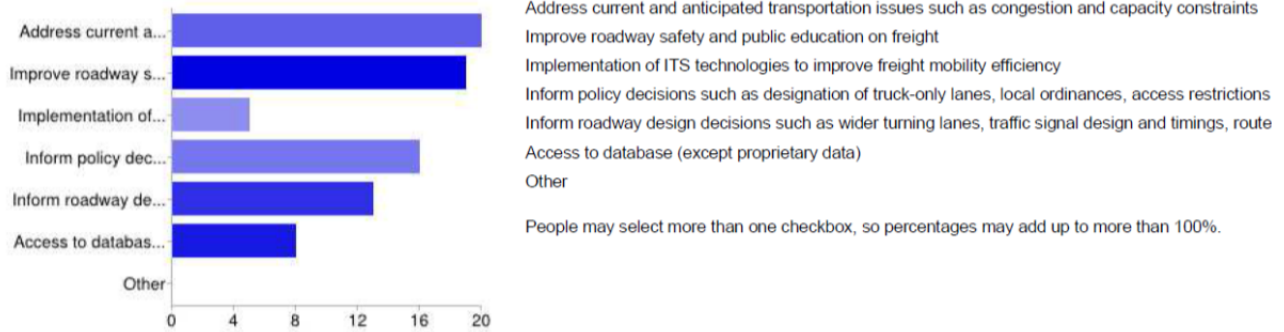 Address current a...
Improve roadway s...
Implementation of...
Inform policy dec...
Inform roadway de...
Access to databas...
Other
0 4 8 12 16 20
Address current and anticipated transportation issues such as congestion and capacity constraints
Improve roadway safety and public education on freight
Implementation of ITS technologies to improve freight mobility efficiency
Inform policy decisions such as designation of truck-only lanes, local ordinances, access restrictions
Inform roadway design decisions such as wider turning lanes, traffic signal design and timings, route
Access to database (except proprietary data)
Other
People may select more than one checkbox, so percentages may add up to more than 100%.